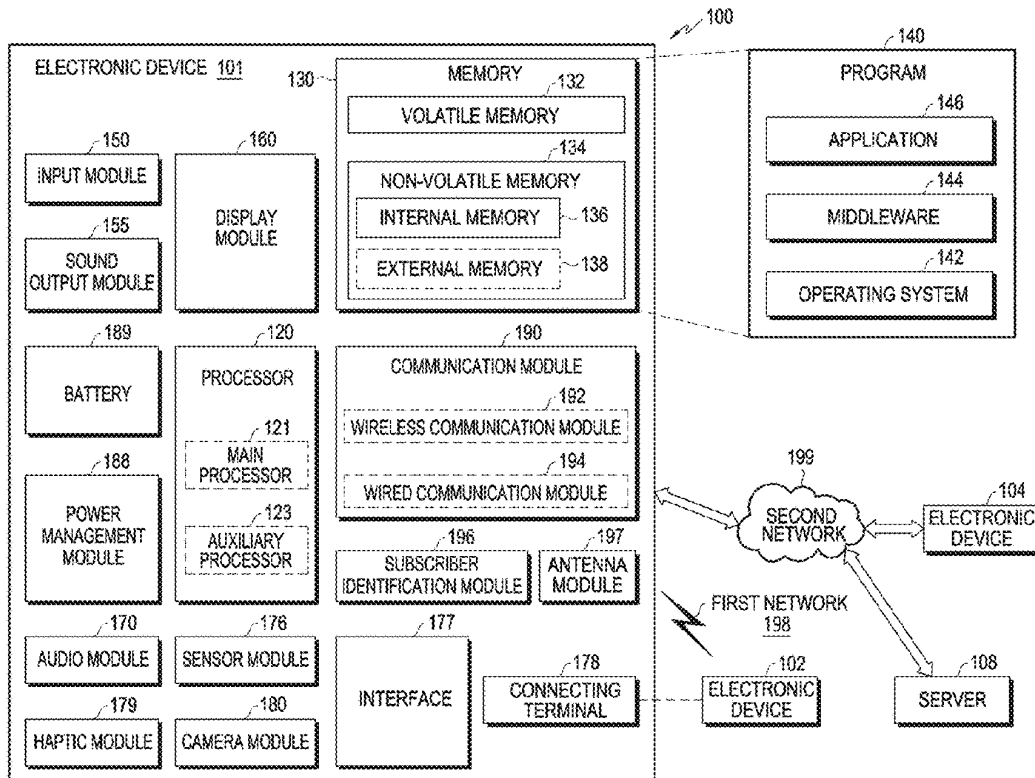 100
ELECTRONIC DEVICE 101
130
MEMORY
132
VOLATILE MEMORY
134
NON-VOLATILE MEMORY
INTERNAL MEMORY
136
EXTERNAL MEMORY
138
140
PROGRAM
146
APPLICATION
144
MIDDLEWARE
142
OPERATING SYSTEM
150
INPUT MODULE
160
DISPLAY
MODULE
155
SOUND
OUTPUT MODULE
189
BATTERY
120
PROCESSOR
121
MAIN
PROCESSOR
123
AUXILIARY
PROCESSOR
190
COMMUNICATION MODULE
192
WIRELESS COMMUNICATION MODULE
194
WIRED COMMUNICATION MODULE
188
POWER
MANAGEMENT
MODULE
196
SUBSCRIBER
IDENTIFICATION MODULE
197
ANTENNA
MODULE
199
SECOND
NETWORK
104
ELECTRONIC
DEVICE
FIRST NETWORK
198
170
AUDIO MODULE
176
SENSOR MODULE
177
INTERFACE
178
CONNECTING
TERMINAL
102
ELECTRONIC
DEVICE
108
SERVER
179
HAPTIC MODULE
180
CAMERA MODULE